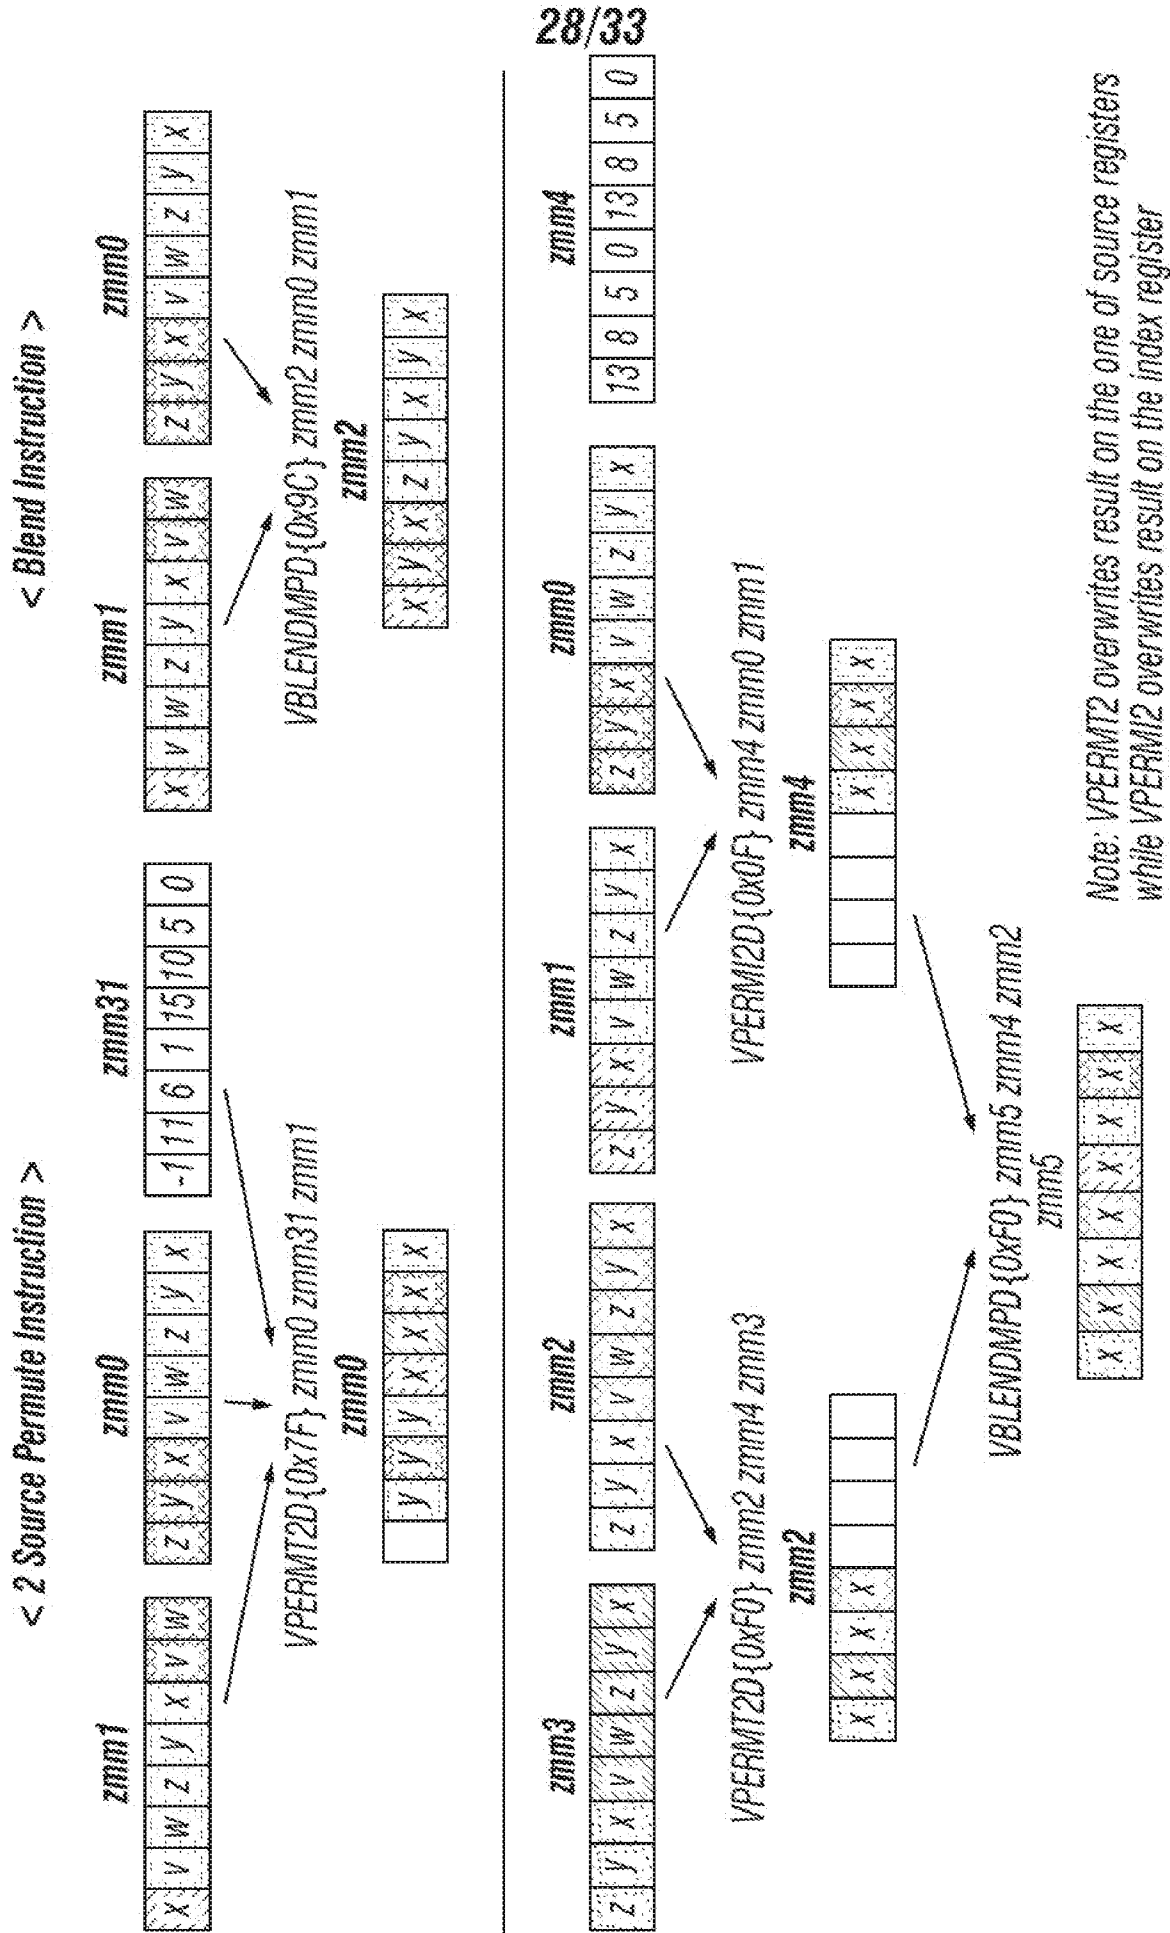 28/33
< 2 Source Permute Instruction >
zmm1 zmm0 zmm31
x v w z y x v w z y x v w z y x -1 11 6 1 15 10 5 0
VPERMT2D{0x7F} zmm0 zmm31 zmm1
zmm0
y y y x x x x
< Blend Instruction >
zmm1 zmm0
x v w z y x v w z y x v w z y x
VBLENDMPD{0x9C} zmm2 zmm0 zmm1
zmm2
x y x z y x y x
zmm3 zmm2 zmm1 zmm0 zmm4
z y x v w z y x z y x v w z y x z y x v w z y x z y x v w z y x 13 8 5 0 13 8 5 0
VPERMT2D{0xF0} zmm2 zmm4 zmm3 VPERMI2D{0x0F} zmm4 zmm0 zmm1
zmm2 zmm4
x x x x x x x x
VBLENDMPD{0xF0} zmm5 zmm4 zmm2
zmm5
x x x x x x x x
Note: VPERMT2 overwrites result on the one of source registers
while VPERMI2 overwrites result on the index register